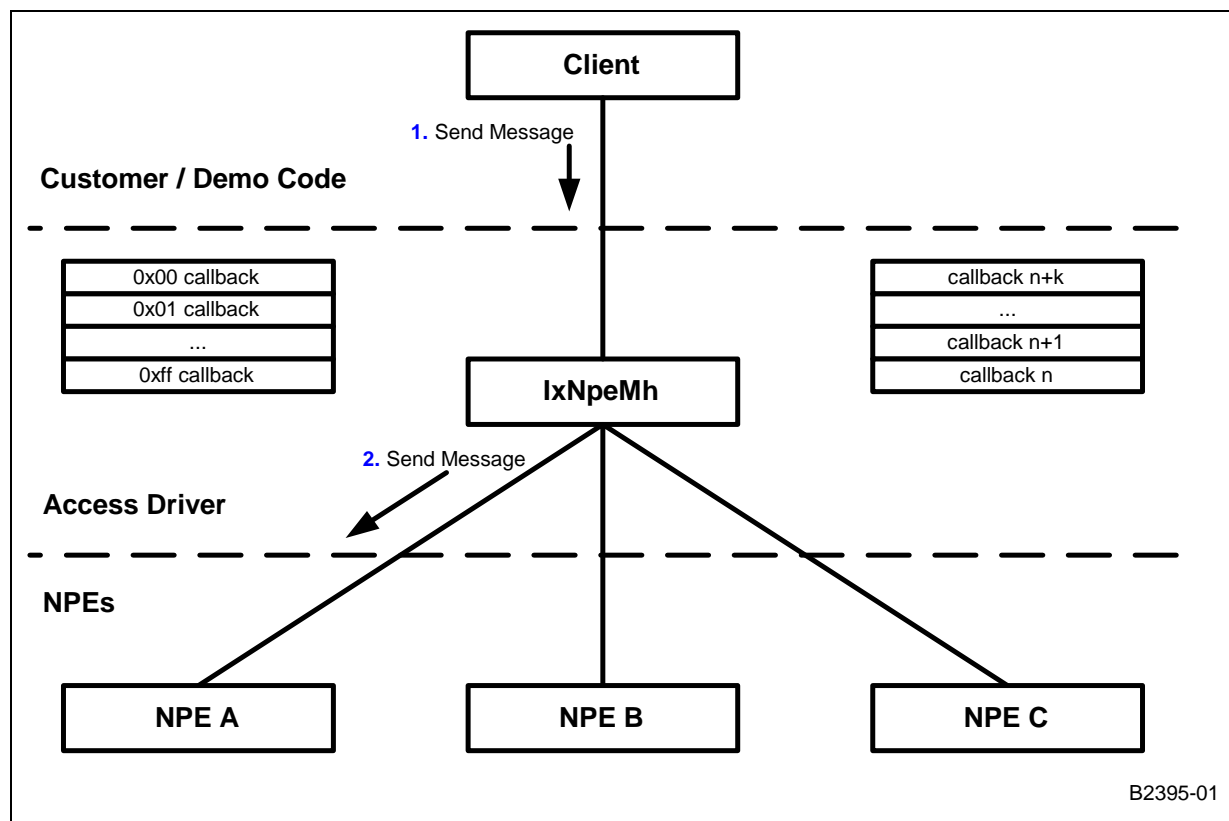 Client
1. Send Message
Customer / Demo Code
0x00 callback
0x01 callback
...
0xff callback
callback n+k
...
callback n+1
callback n
IxNpeMh
2. Send Message
Access Driver
NPEs
NPE A
NPE B
NPE C
B2395-01